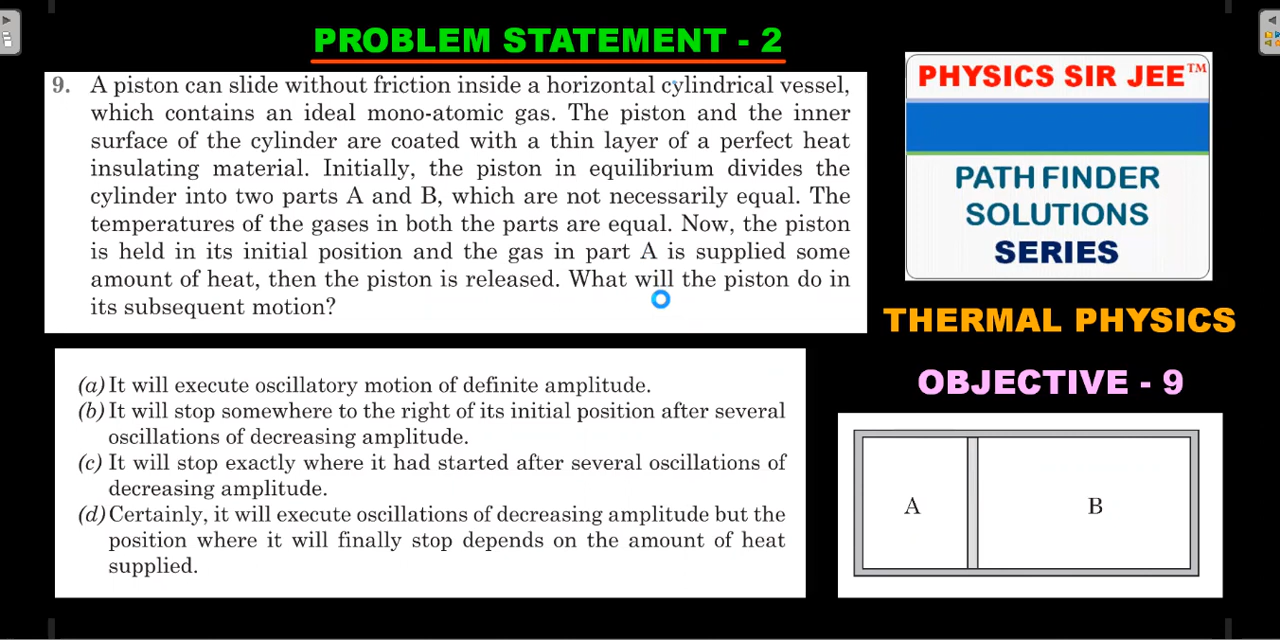 PROBLEM STATEMENT - 2
9. A piston can slide without friction inside a horizontal cylindrical vessel,
which contains an ideal mono-atomic gas. The piston and the inner
surface of the cylinder are coated with a thin layer of a perfect heat
insulating material. Initially, the piston in equilibrium divides the
cylinder into two parts A and B, which are not necessarily equal. The
temperatures of the gases in both the parts are equal. Now, the piston
is held in its initial position and the gas in part A is supplied some
amount of heat, then the piston is released. What will the piston do in
its subsequent motion?
(a) It will execute oscillatory motion of definite amplitude.
(b) It will stop somewhere to the right of its initial position after several
oscillations of decreasing amplitude.
(c) It will stop exactly where it had started after several oscillations of
decreasing amplitude.
(d) Certainly, it will execute oscillations of decreasing amplitude but the
position where it will finally stop depends on the amount of heat
supplied.
PHYSICS SIR JEE™
PATH FINDER
SOLUTIONS
SERIES
THERMAL PHYSICS
OBJECTIVE - 9
A
B